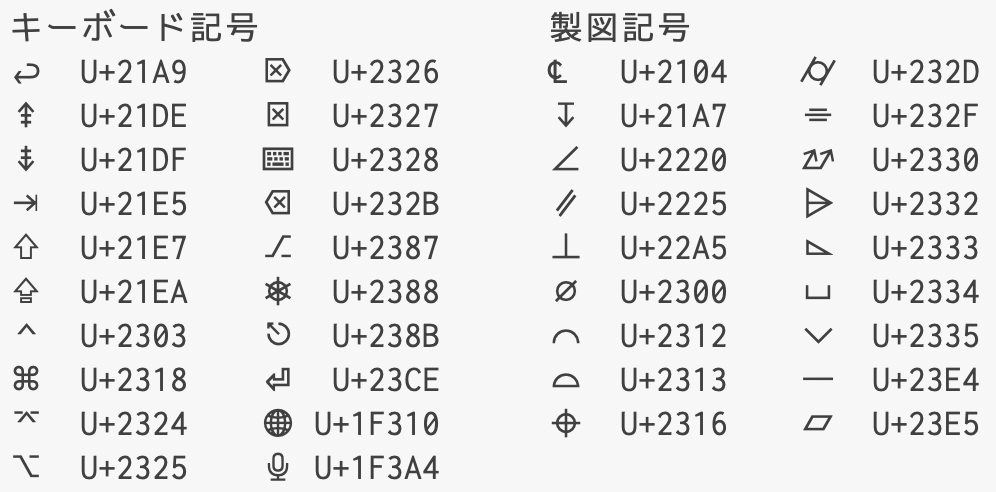 キーボード記号 製図記号
↩ U+21A9 ⌦ U+2326 ℄ U+2104 ⌭ U+232D
⇞ U+21DE ⌧ U+2327 ↧ U+21A7 ⌯ U+232F
⇟ U+21DF ⌨ U+2328 ∠ U+2220 ⌰ U+2330
⇥ U+21E5 ⌫ U+232B ∥ U+2225 ⌲ U+2332
⇧ U+21E7 ⎇ U+2387 ⊥ U+22A5 ⌳ U+2333
⇪ U+21EA ⎈ U+2388 ⌀ U+2300 ⌴ U+2334
⌃ U+2303 ⎋ U+238B ⌒ U+2312 ⌵ U+2335
⌘ U+2318 ⏎ U+23CE ⌓ U+2313 ⏤ U+23E4
⌤ U+2324 🌐 U+1F310 ⌖ U+2316 ⏥ U+23E5
⌥ U+2325 🎤 U+1F3A4